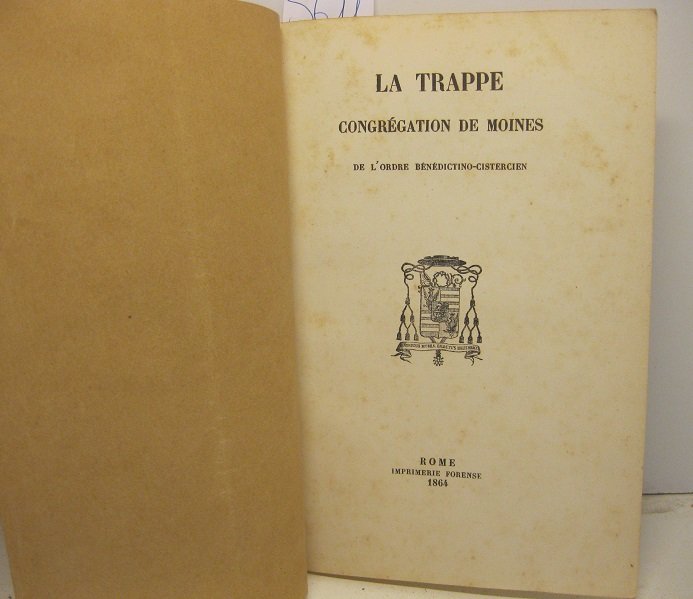 LA TRAPPE
CONGRÉGATION DE MOINES
DE L'ORDRE BÉNÉDICTINO-CISTERCIEN
ROME
IMPRIMERIE FORENSE
1864